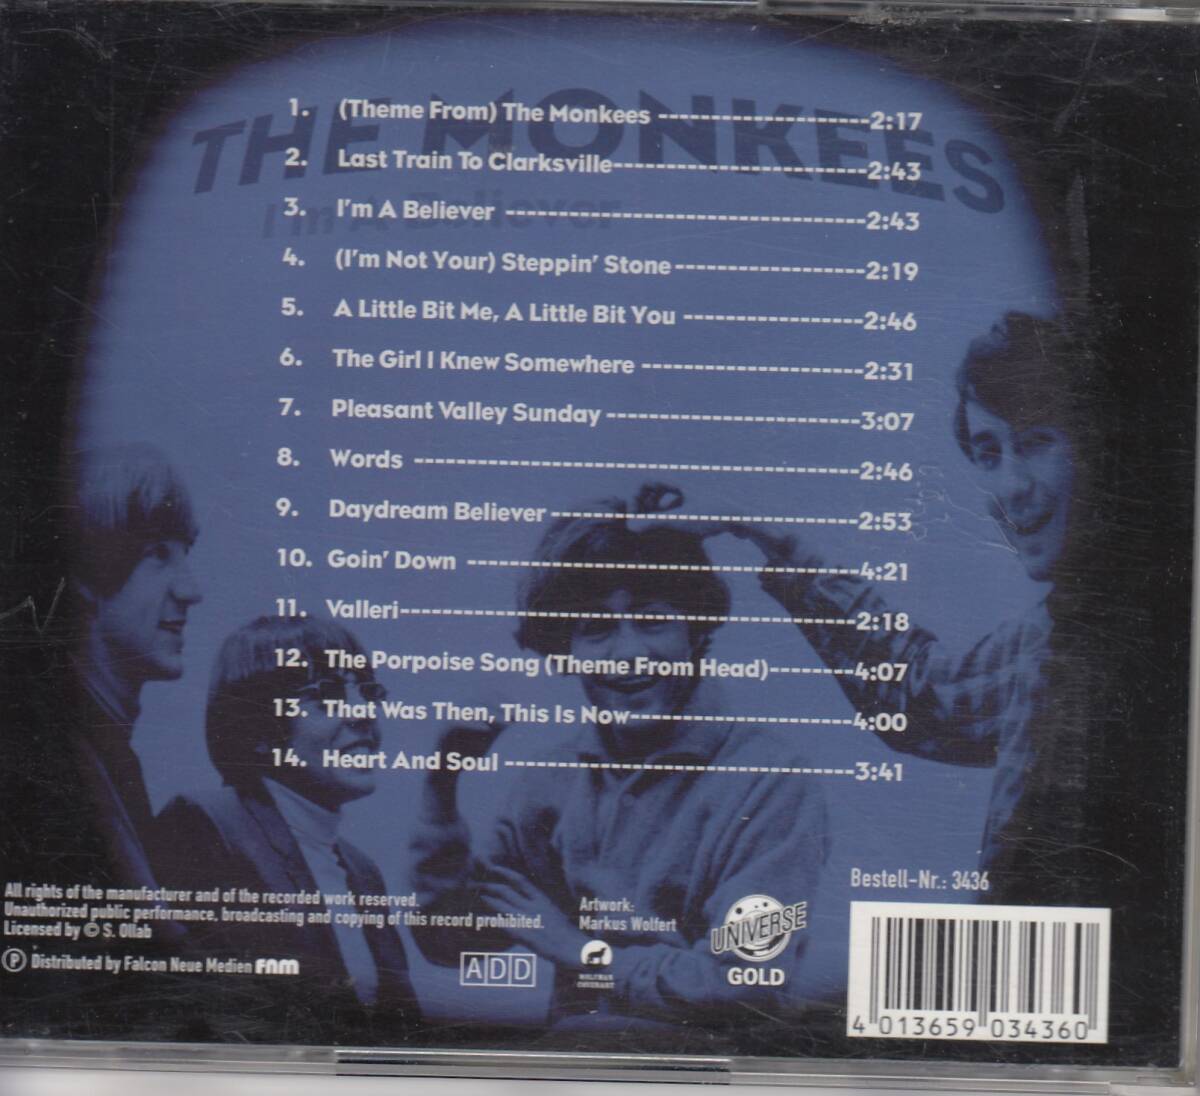 THE MONKEES
I'm A Believer
1. (Theme From) The Monkees -------------------2:17
2. Last Train To Clarksville-----------------------2:43
3. I'm A Believer ---------------------------------2:43
4. (I'm Not Your) Steppin' Stone-----------------2:19
5. A Little Bit Me, A Little Bit You ----------------2:46
6. The Girl I Knew Somewhere --------------------2:31
7. Pleasant Valley Sunday -----------------------3:07
8. Words ----------------------------------------2:46
9. Daydream Believer ----------------------------2:53
10. Goin' Down -----------------------------------4:21
11. Valleri-----------------------------------------2:18
12. The Porpoise Song (Theme From Head)--------4:07
13. That Was Then, This Is Now--------------------4:00
14. Heart And Soul -------------------------------3:41
Bestell-Nr.: 3436
All rights of the manufacturer and of the recorded work reserved.
Unauthorized public performance, broadcasting and copying of this record prohibited.
Licensed by © S. Ollab
Ⓟ Distributed by Falcon Neue Medien FNM
ADD
Artwork:
Markus Wolfert
WOLFMAN
COVERART
UNIVERSE
GOLD
4 013659 034360